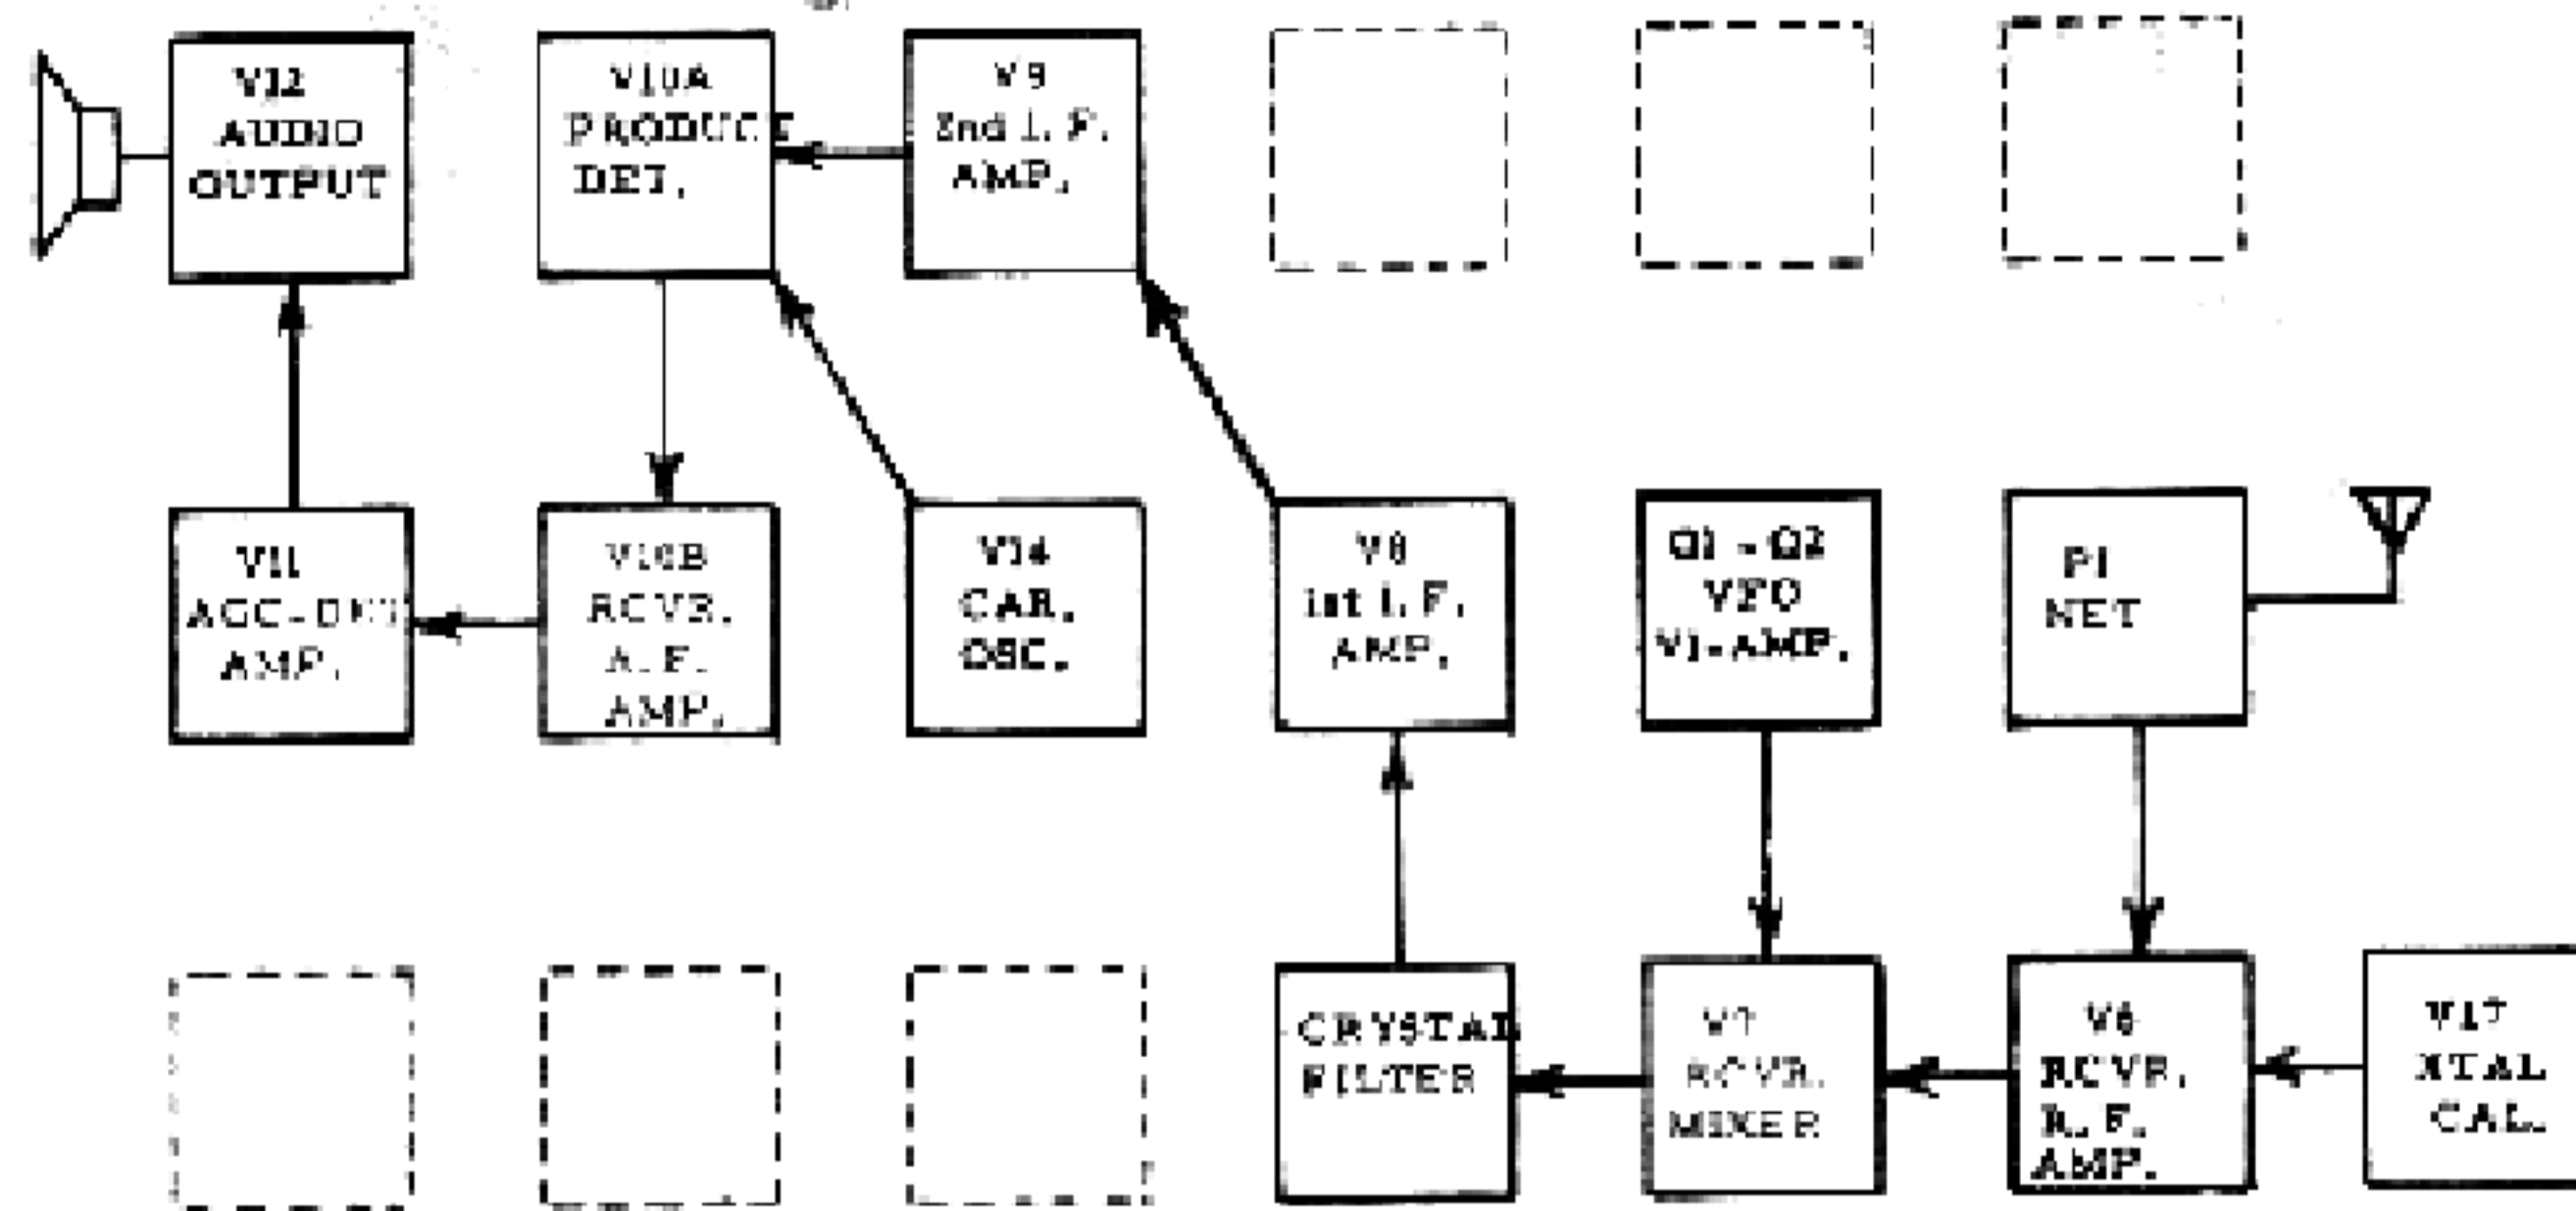 V12
AUDIO
OUTPUT
V10A
PRODUCT
DET.
V9
2nd I. F.
AMP.
V11
AGC-DET
AMP.
V10B
RCVR.
A. F.
AMP.
V14
CAR.
OSC.
V8
1st I. F.
AMP.
Q1 - Q2
VFO
V1-AMP.
PI
NET
CRYSTAL
FILTER
V7
RCVR.
MIXER
V6
RCVR.
R. F.
AMP.
V17
XTAL
CAL.